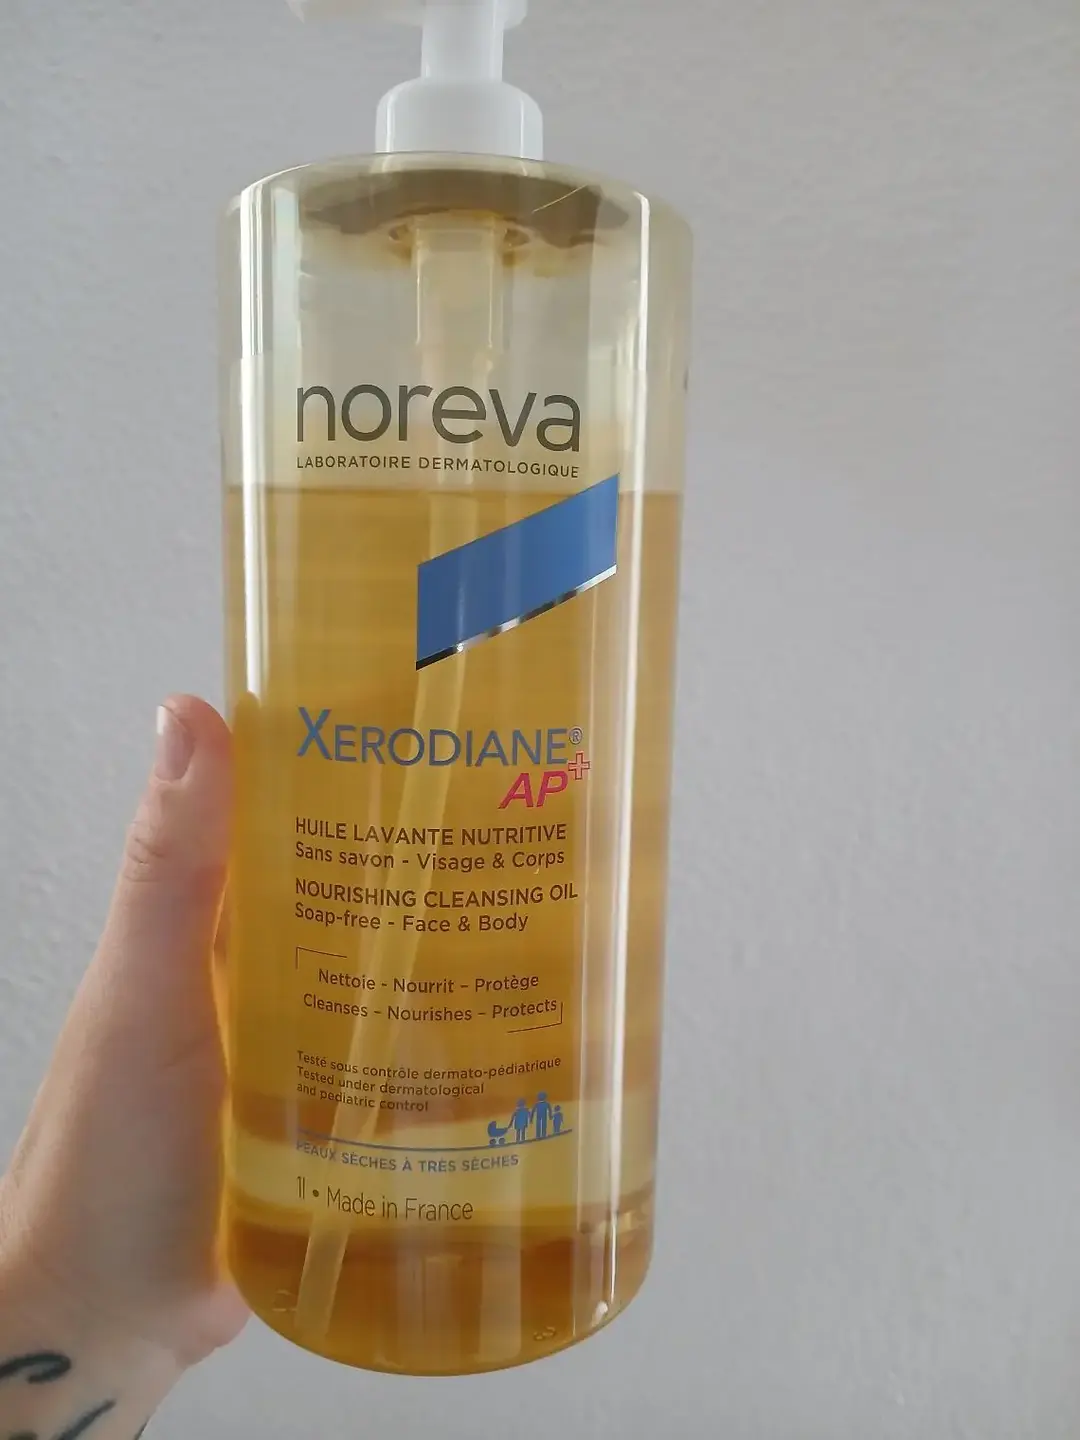 noreva
LABORATOIRE DERMATOLOGIQUE
XERODIANE®
AP+
HUILE LAVANTE NUTRITIVE
Sans savon - Visage & Corps
NOURISHING CLEANSING OIL
Soap-free - Face & Body
Nettoie - Nourrit - Protège
Cleanses - Nourishes - Protects
Testé sous contrôle dermato-pédiatrique
Tested under dermatological
and pediatric control
PEAUX SÈCHES À TRÈS SÈCHES
1l • Made in France